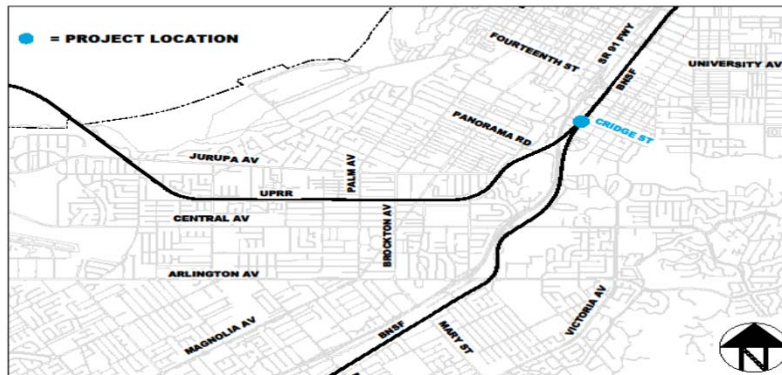 = PROJECT LOCATION
FOURTEENTH ST
SR 91 FWY
BNSF
UNIVERSITY AV
CRIDGE ST
PANORAMA RD
JURUPA AV
PALM AV
UPRR
CENTRAL AV
BROCKTON AV
ARLINGTON AV
MAGNOLIA AV
BNSF
MARY ST
VICTORIA AV
N